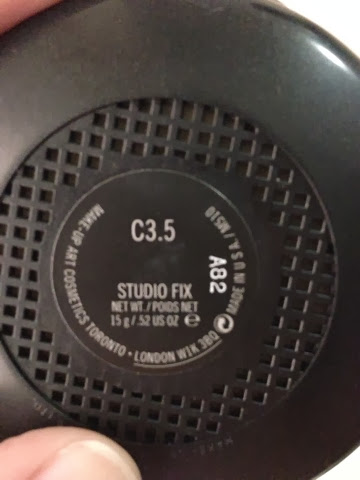 C3.5
STUDIO FIX
NET WT./POIDS NET
15 g / .52 US OZ ℮
A82
MAKE-UP ART COSMETICS TORONTO • LONDON W1K 3BQ
MADE IN U.S.A./M510